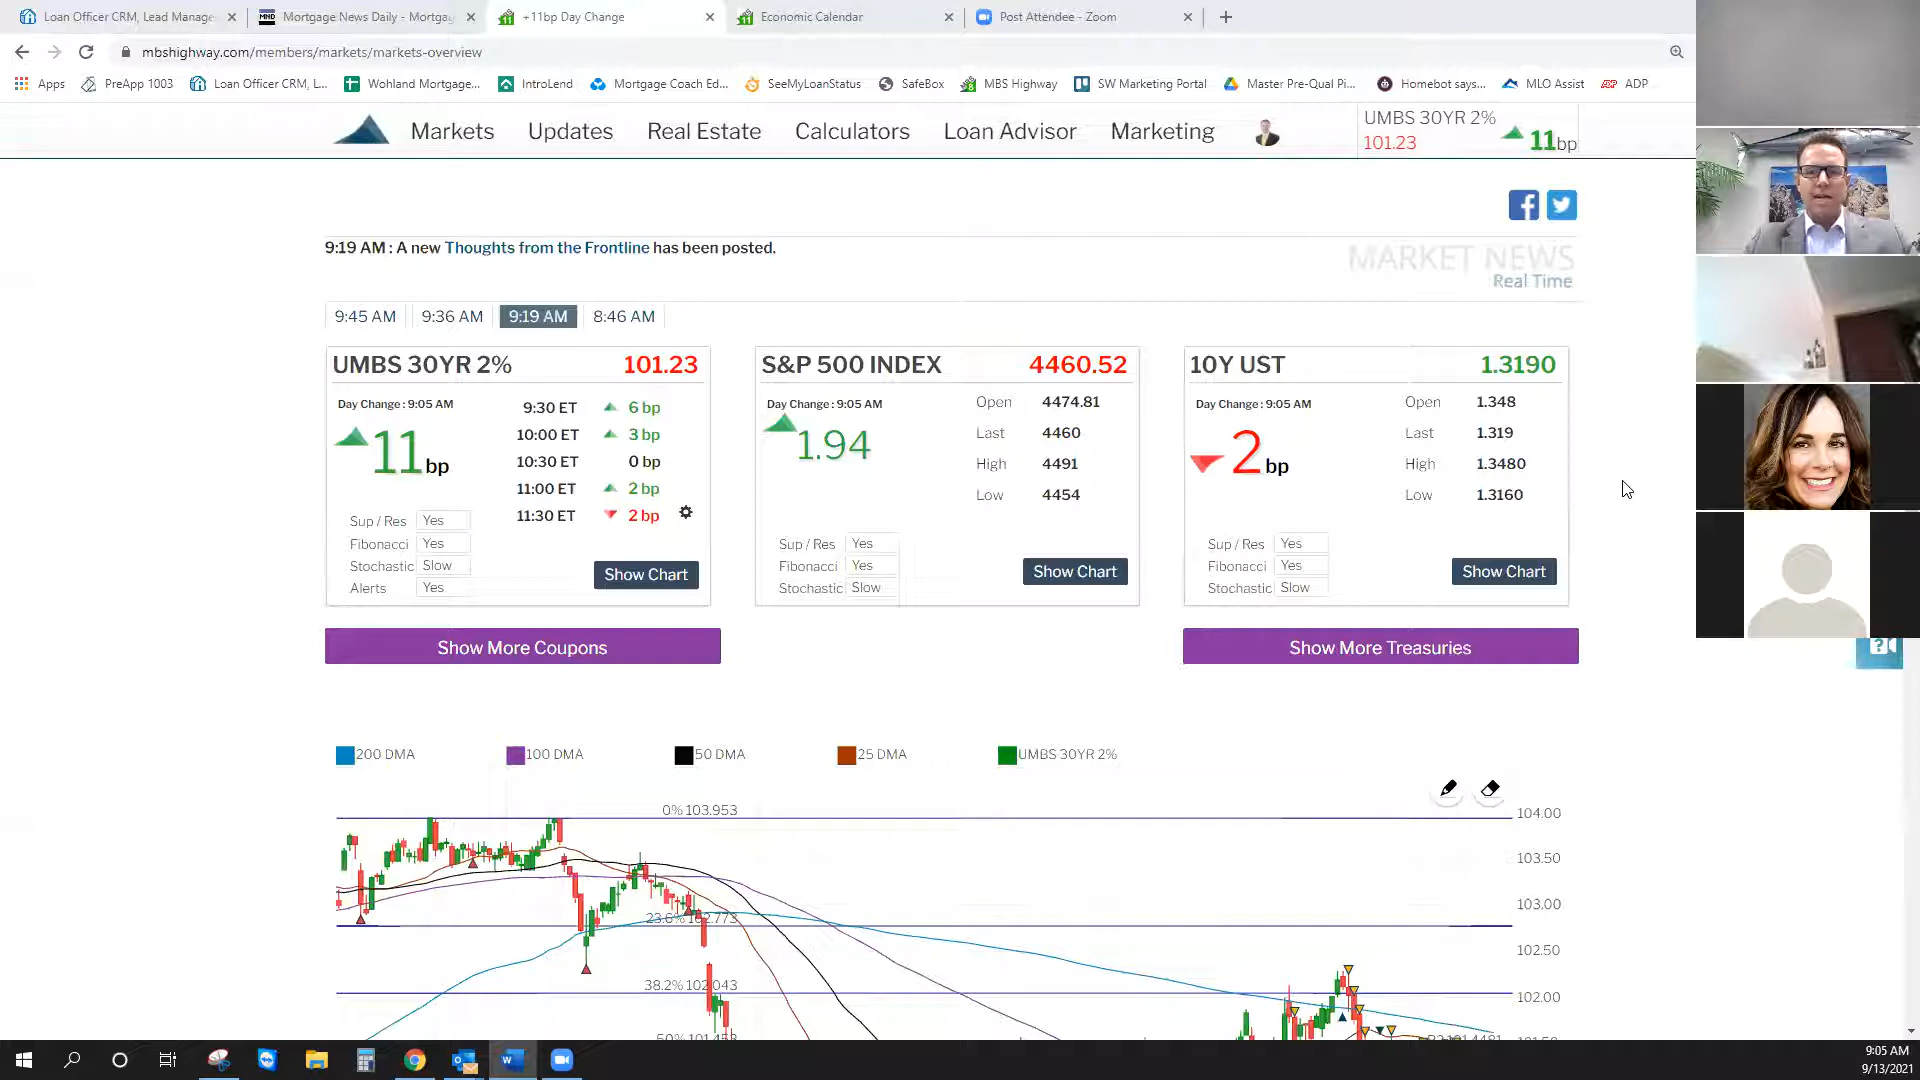 Loan Officer CRM, Lead Manage
Mortgage News Daily - Mortga
+11bp Day Change
Economic Calendar
Post Attendee - Zoom
mbshighway.com/members/markets/markets-overview
Apps
PreApp 1003
Loan Officer CRM, L...
Wohland Mortgage...
IntroLend
Mortgage Coach Ed...
SeeMyLoanStatus
SafeBox
MBS Highway
SW Marketing Portal
Master Pre-Qual Pi...
Homebot says...
MLO Assist
ADP
Markets
Updates
Real Estate
Calculators
Loan Advisor
Marketing
UMBS 30YR 2%
101.23
11bp
9:19 AM : A new Thoughts from the Frontline has been posted.
MARKET NEWS
Real Time
9:45 AM
9:36 AM
9:19 AM
8:46 AM
UMBS 30YR 2% 101.23
Day Change : 9:05 AM
11bp
9:30 ET 6 bp
10:00 ET 3 bp
10:30 ET 0 bp
11:00 ET 2 bp
11:30 ET 2 bp
Sup / Res Yes
Fibonacci Yes
Stochastic Slow
Alerts Yes
Show Chart
S&P 500 INDEX 4460.52
Day Change : 9:05 AM
1.94
Open 4474.81
Last 4460
High 4491
Low 4454
Sup / Res Yes
Fibonacci Yes
Stochastic Slow
Show Chart
10Y UST 1.3190
Day Change : 9:05 AM
2bp
Open 1.348
Last 1.319
High 1.3480
Low 1.3160
Sup / Res Yes
Fibonacci Yes
Stochastic Slow
Show Chart
Show More Coupons
Show More Treasuries
200 DMA
100 DMA
50 DMA
25 DMA
UMBS 30YR 2%
0% 103.953
23.6% 102.773
38.2% 102.043
104.00
103.50
103.00
102.50
102.00
9:05 AM
9/13/2021